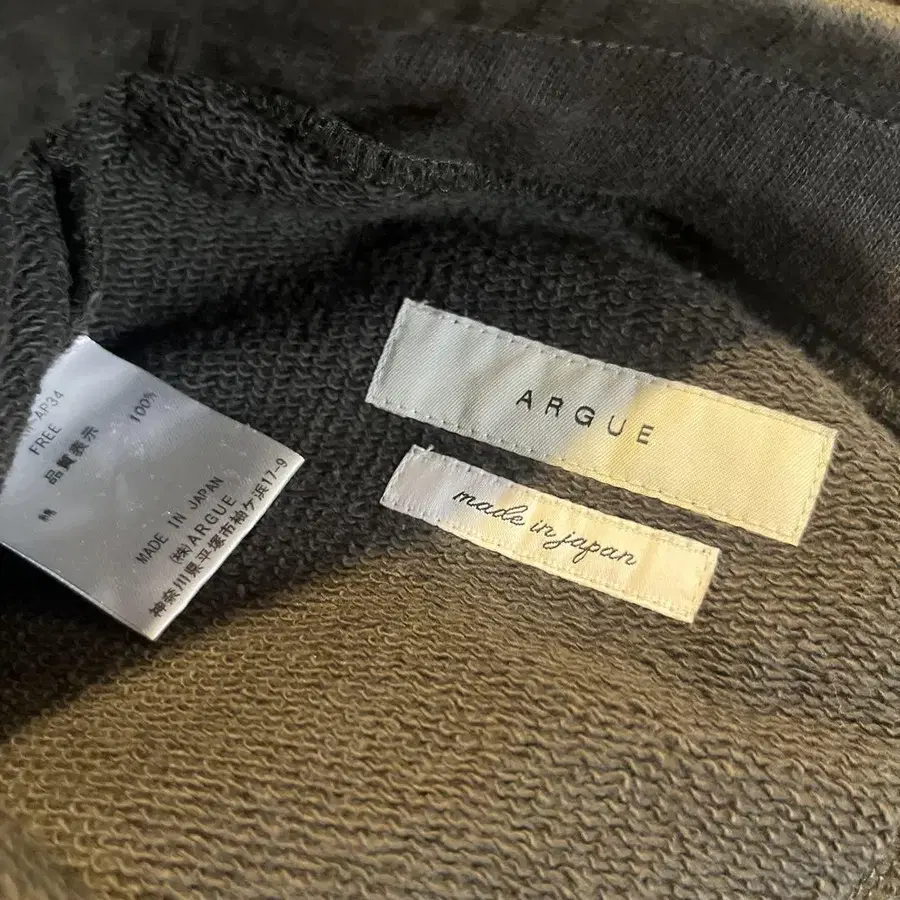 ARGUE
made in japan
AP34
FREE
品質表示
綿 100%
MADE IN JAPAN
(株)ARGUE
神奈川県平塚市袖ケ浜17-9